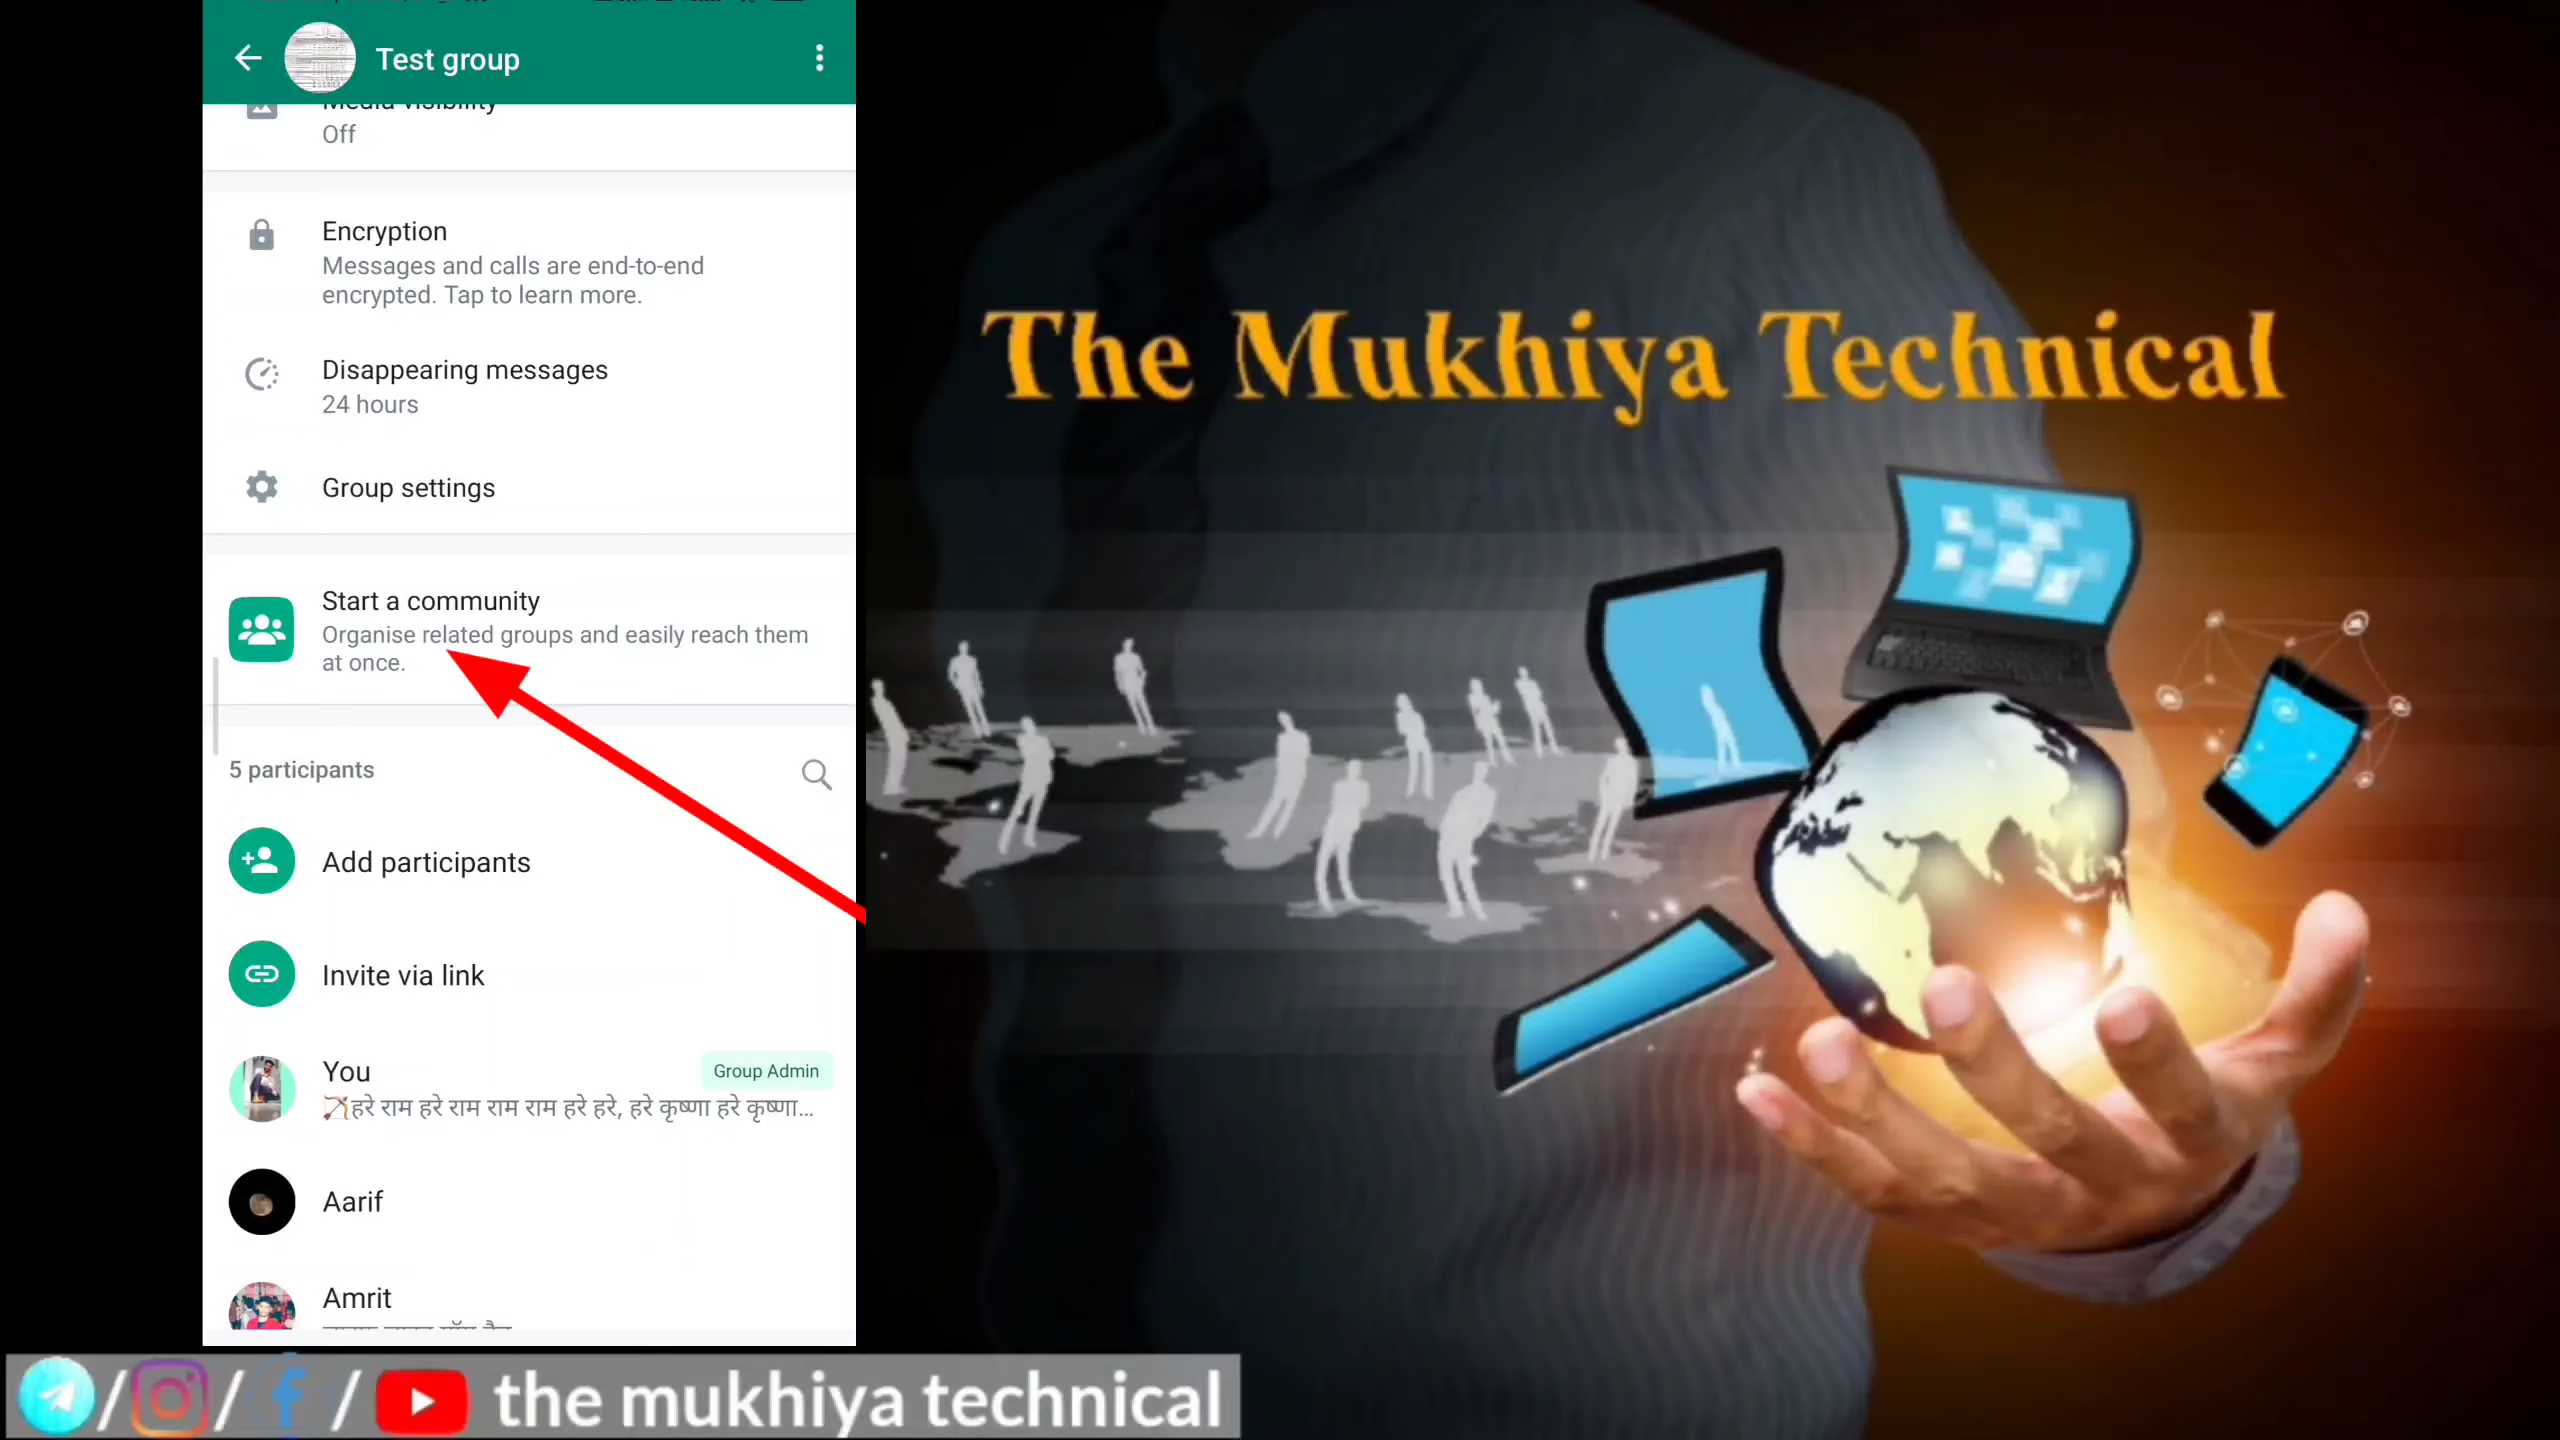 Test group
Media visibility
Off
Encryption
Messages and calls are end-to-end
encrypted. Tap to learn more.
Disappearing messages
24 hours
Group settings
Start a community
Organise related groups and easily reach them
at once.
5 participants
Add participants
Invite via link
You
Group Admin
हरे राम हरे राम राम राम हरे हरे, हरे कृष्णा हरे कृष्णा...
Aarif
Amrit
The Mukhiya Technical
the mukhiya technical